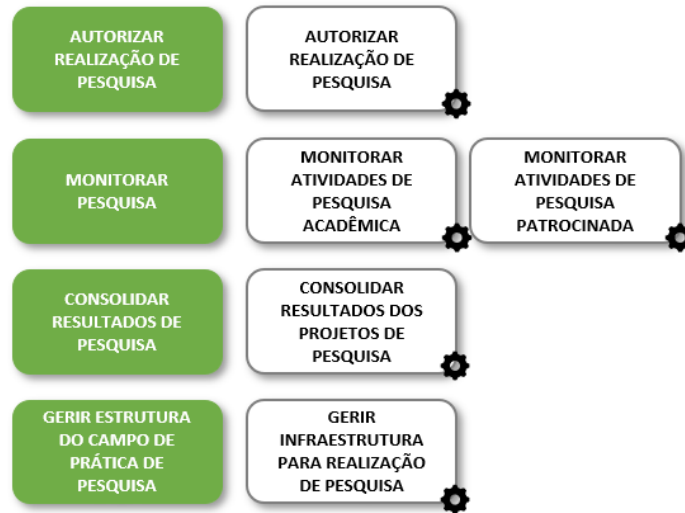 AUTORIZAR
REALIZAÇÃO DE
PESQUISA
AUTORIZAR
REALIZAÇÃO DE
PESQUISA
MONITORAR
PESQUISA
MONITORAR
ATIVIDADES DE
PESQUISA
ACADÊMICA
MONITORAR
ATIVIDADES DE
PESQUISA
PATROCINADA
CONSOLIDAR
RESULTADOS DE
PESQUISA
CONSOLIDAR
RESULTADOS DOS
PROJETOS DE
PESQUISA
GERIR ESTRUTURA
DO CAMPO DE
PRÁTICA DE
PESQUISA
GERIR
INFRAESTRUTURA
PARA REALIZAÇÃO
DE PESQUISA